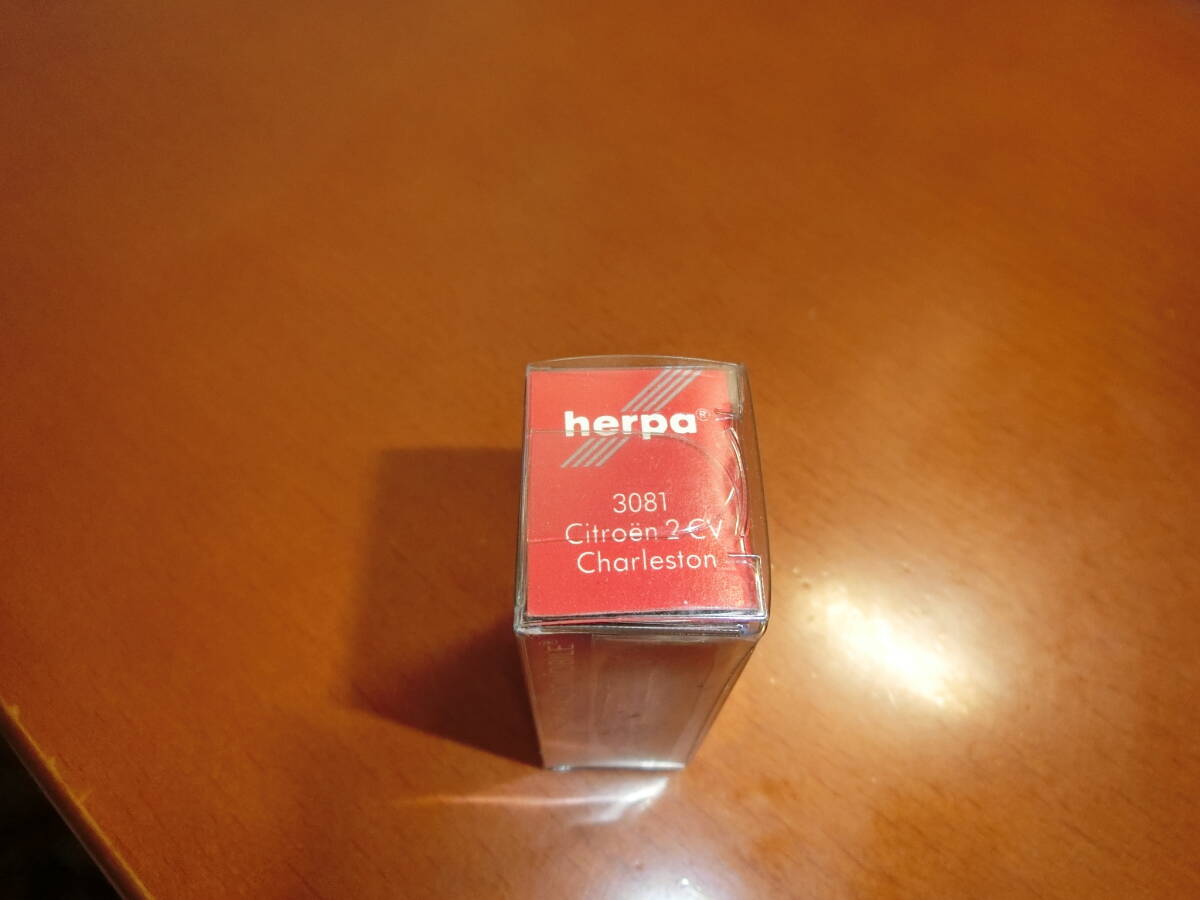 herpa®
3081
Citroën 2 CV
Charleston